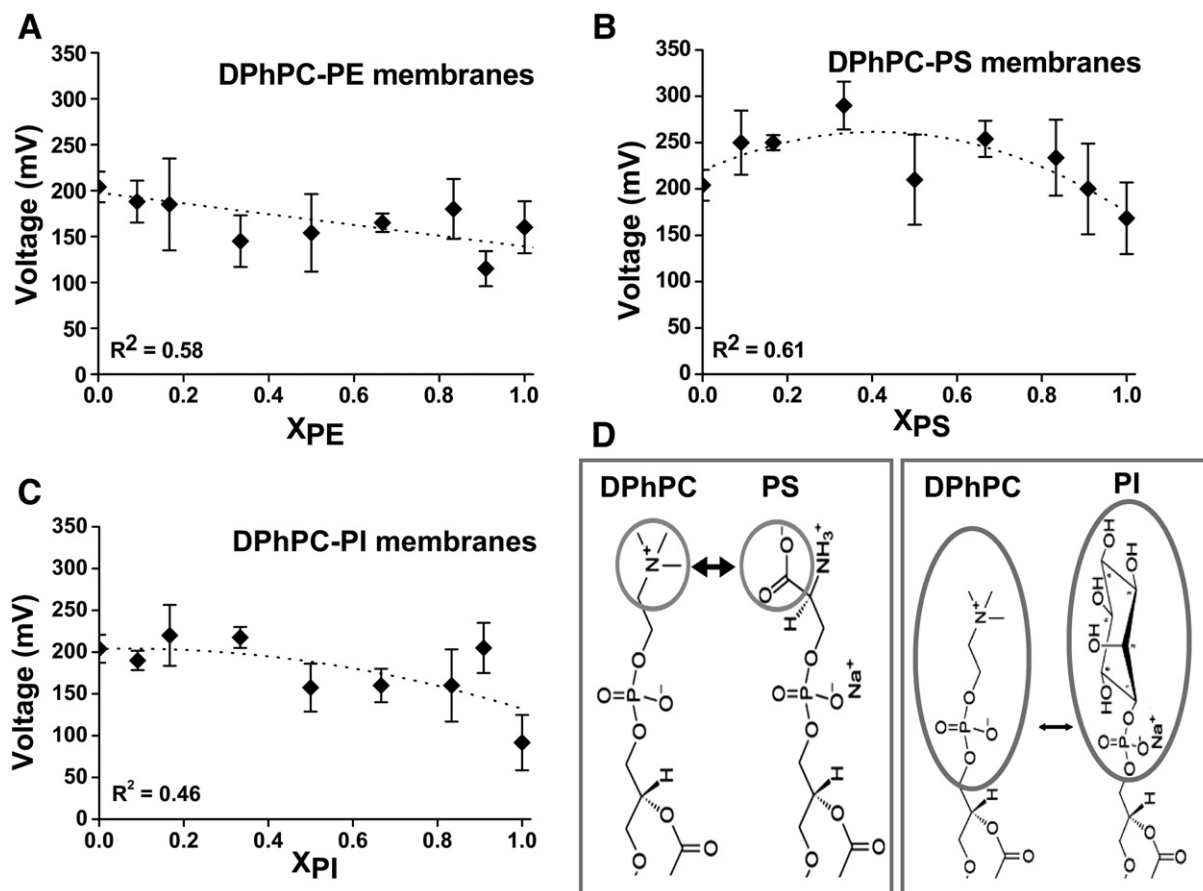 A
DPhPC-PE membranes
Voltage (mV)
350
300
250
200
150
100
50
0
R2 = 0.58
0.0 0.2 0.4 0.6 0.8 1.0
XPE
B
DPhPC-PS membranes
Voltage (mV)
350
300
250
200
150
100
50
0
R2 = 0.61
0.0 0.2 0.4 0.6 0.8 1.0
XPS
C
DPhPC-PI membranes
Voltage (mV)
350
300
250
200
150
100
50
0
R2 = 0.46
0.0 0.2 0.4 0.6 0.8 1.0
XPI
D
DPhPC PS
N+
O-
NH3+
O
H
O
O
O=P-O-
O=P-O-
Na+
O
O
H
H
O
O
O
O
O
O
DPhPC PI
OH
OH
OH
OH
HO
N+
O
O
O=P-O-
O=P-O-
Na+
O
O
H
H
O
O
O
O
O
O